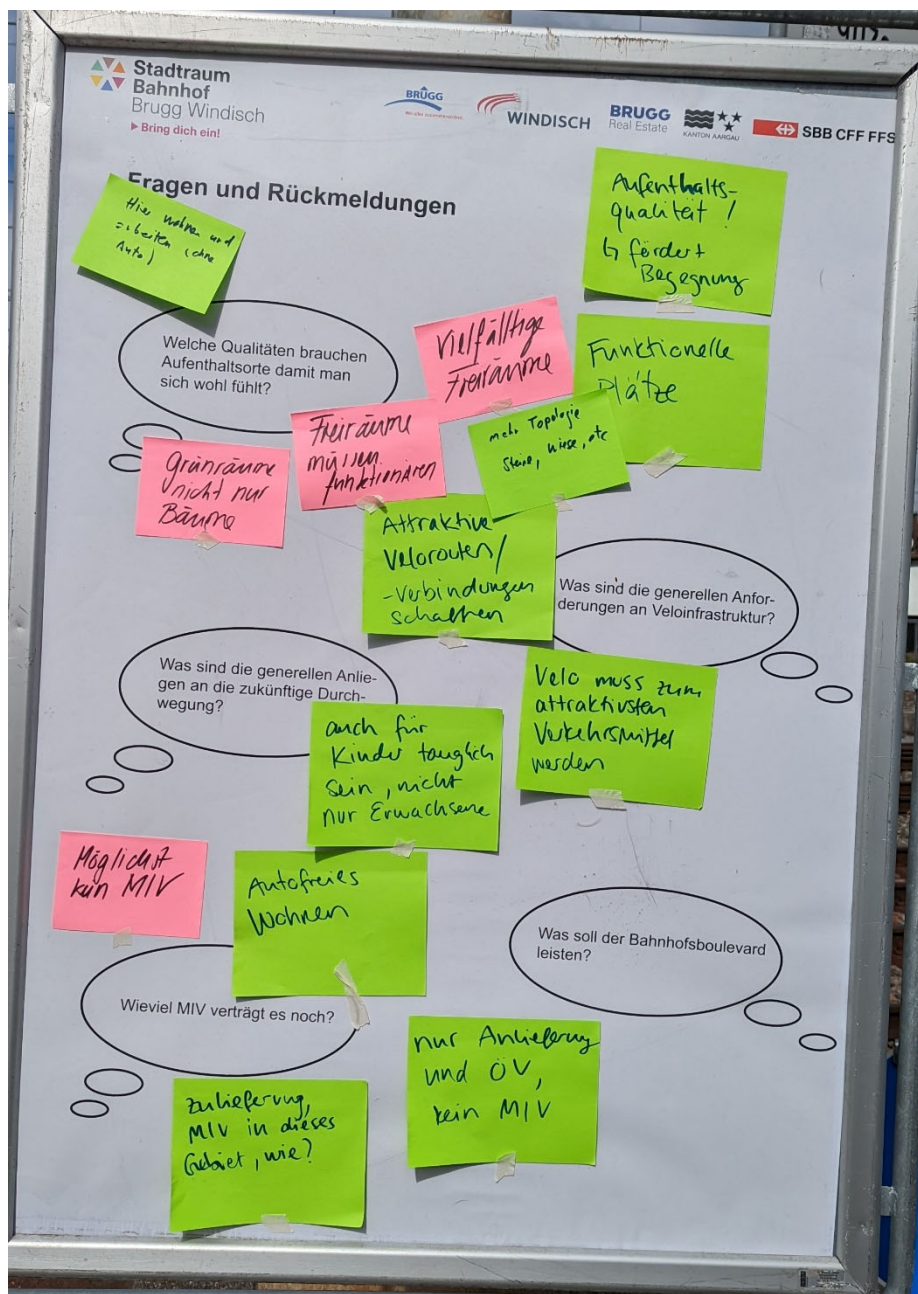 Stadtraum
Bahnhof
Brugg Windisch
Bring dich ein!
BRUGG
WINDISCH
BRUGG
Real Estate
KANTON AARGAU
SBB CFF FFS
Fragen und Rückmeldungen
Hier wohnen und
arbeiten (ohne
Auto)
Aufenthalts-
qualität!
↳ fördert
Begegnung
Welche Qualitäten brauchen
Aufenthaltsorte damit man
sich wohl fühlt?
Vielfälltige
Freiräume
Funktionelle
Plätze
Freiräume
müssen
funktionären
mehr Topologie
Steine, Wiese, etc
Grünräume
nicht nur
Bäume
Attraktive
Velorouten/
-verbindungen
schaffen
Was sind die generellen Anfor-
derungen an Veloinfrastruktur?
Was sind die generellen Anlie-
gen an die zukünftige Durch-
wegung?
Velo muss zum
attraktivsten
Verkehrsmittel
werden
auch für
Kinder tauglich
sein, nicht
nur Erwachsene
Möglichst
kein MIV
Autofreies
Wohnen
Was soll der Bahnhofsboulevard
leisten?
Wieviel MIV verträgt es noch?
nur Anlieferung
und ÖV,
kein MIV
Zulieferung,
MIV in dieses
Gebiet, wie?